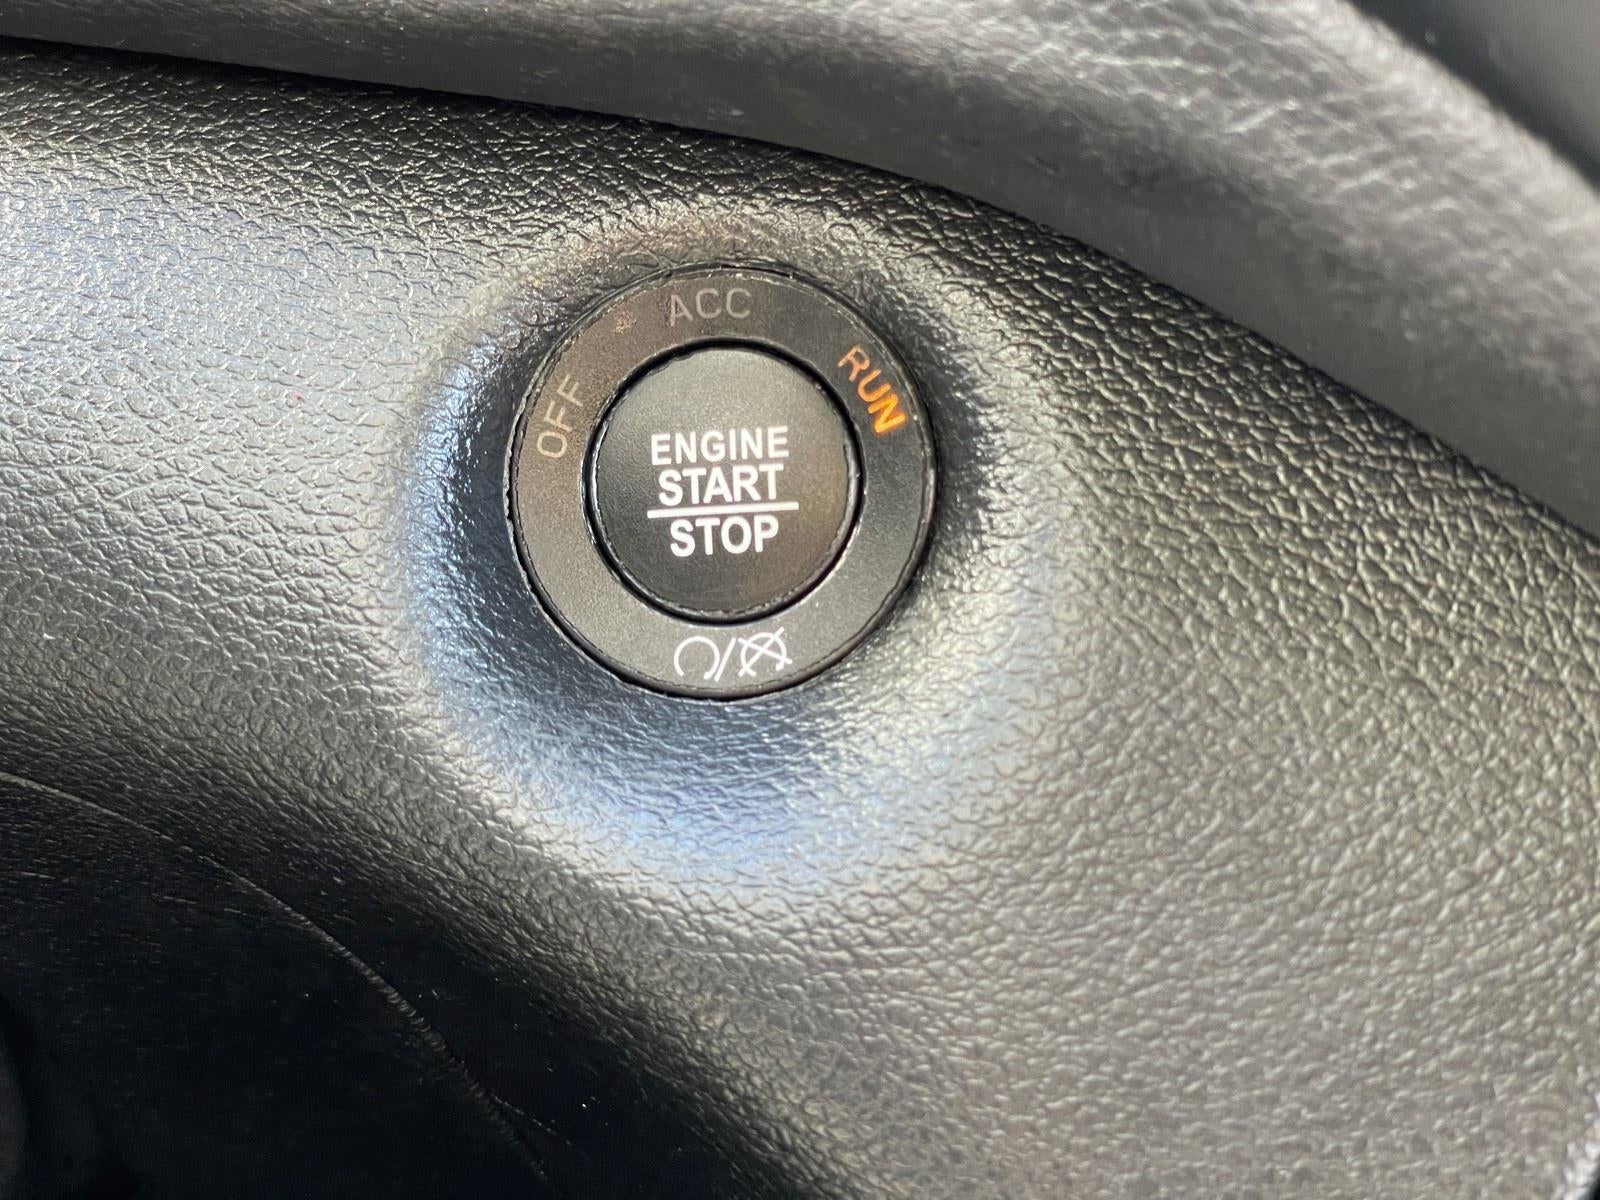 ACC
OFF
RUN
ENGINE
START
STOP